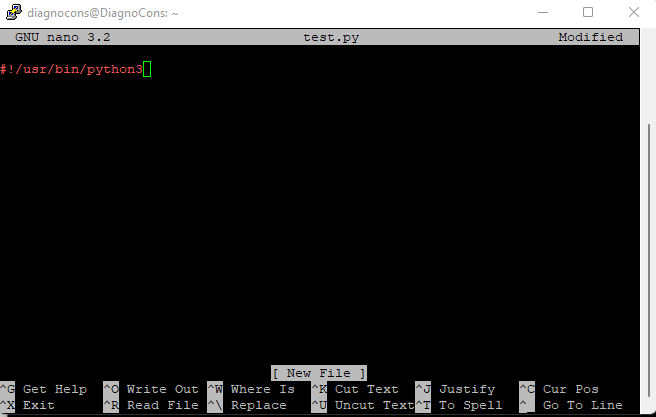 diagnocons@DiagnoCons: ~
GNU nano 3.2 test.py Modified
#!/usr/bin/python3
[ New File ]
^G Get Help ^O Write Out ^W Where Is ^K Cut Text ^J Justify ^C Cur Pos
^X Exit ^R Read File ^\ Replace ^U Uncut Text ^T To Spell ^_ Go To Line